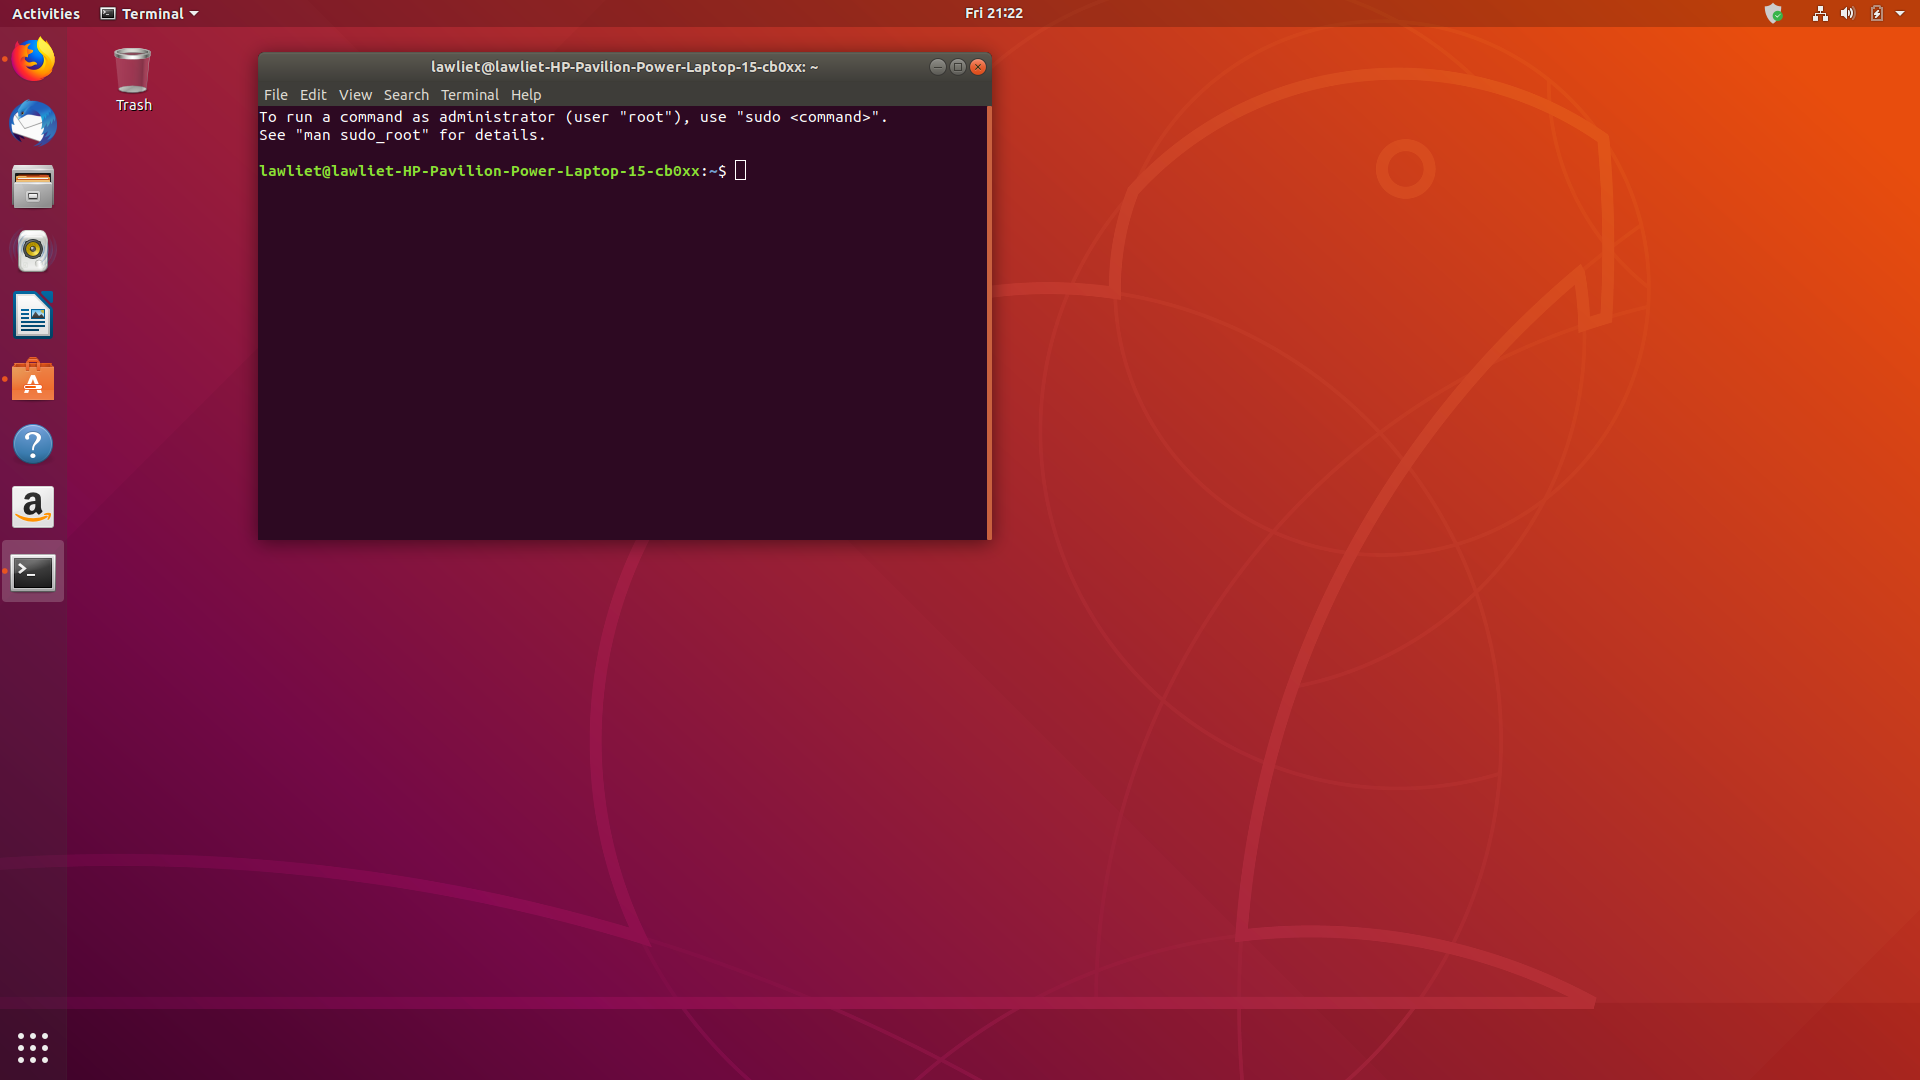 Activities Terminal Fri 21:22
Trash
lawliet@lawliet-HP-Pavilion-Power-Laptop-15-cb0xx: ~
File Edit View Search Terminal Help
To run a command as administrator (user "root"), use "sudo <command>".
See "man sudo_root" for details.
lawliet@lawliet-HP-Pavilion-Power-Laptop-15-cb0xx:~$